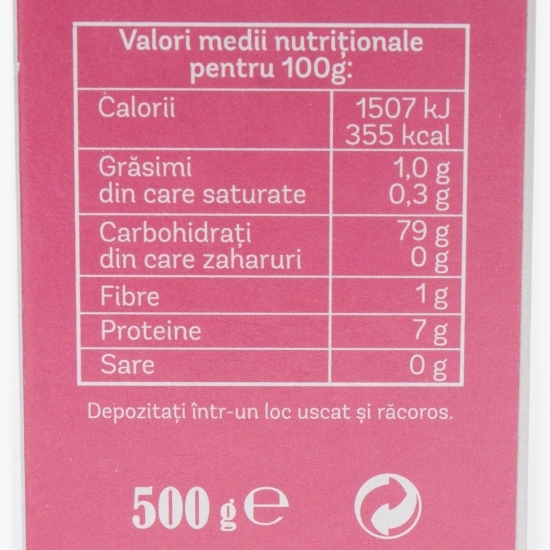 Valori medii nutriționale
pentru 100g:
Calorii 1507 kJ
355 kcal
Grăsimi 1,0 g
din care saturate 0,3 g
Carbohidrați 79 g
din care zaharuri 0 g
Fibre 1 g
Proteine 7 g
Sare 0 g
Depozitați într-un loc uscat și răcoros.
500 g ℮